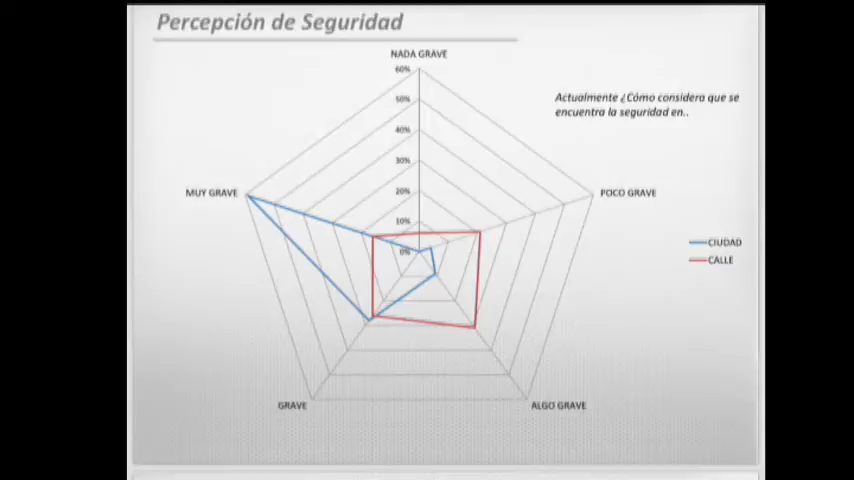 Percepción de Seguridad
NADA GRAVE
60%
50%
40%
30%
20%
10%
0%
Actualmente ¿Cómo considera que se
encuentra la seguridad en..
MUY GRAVE
POCO GRAVE
CIUDAD
CALLE
GRAVE
ALGO GRAVE